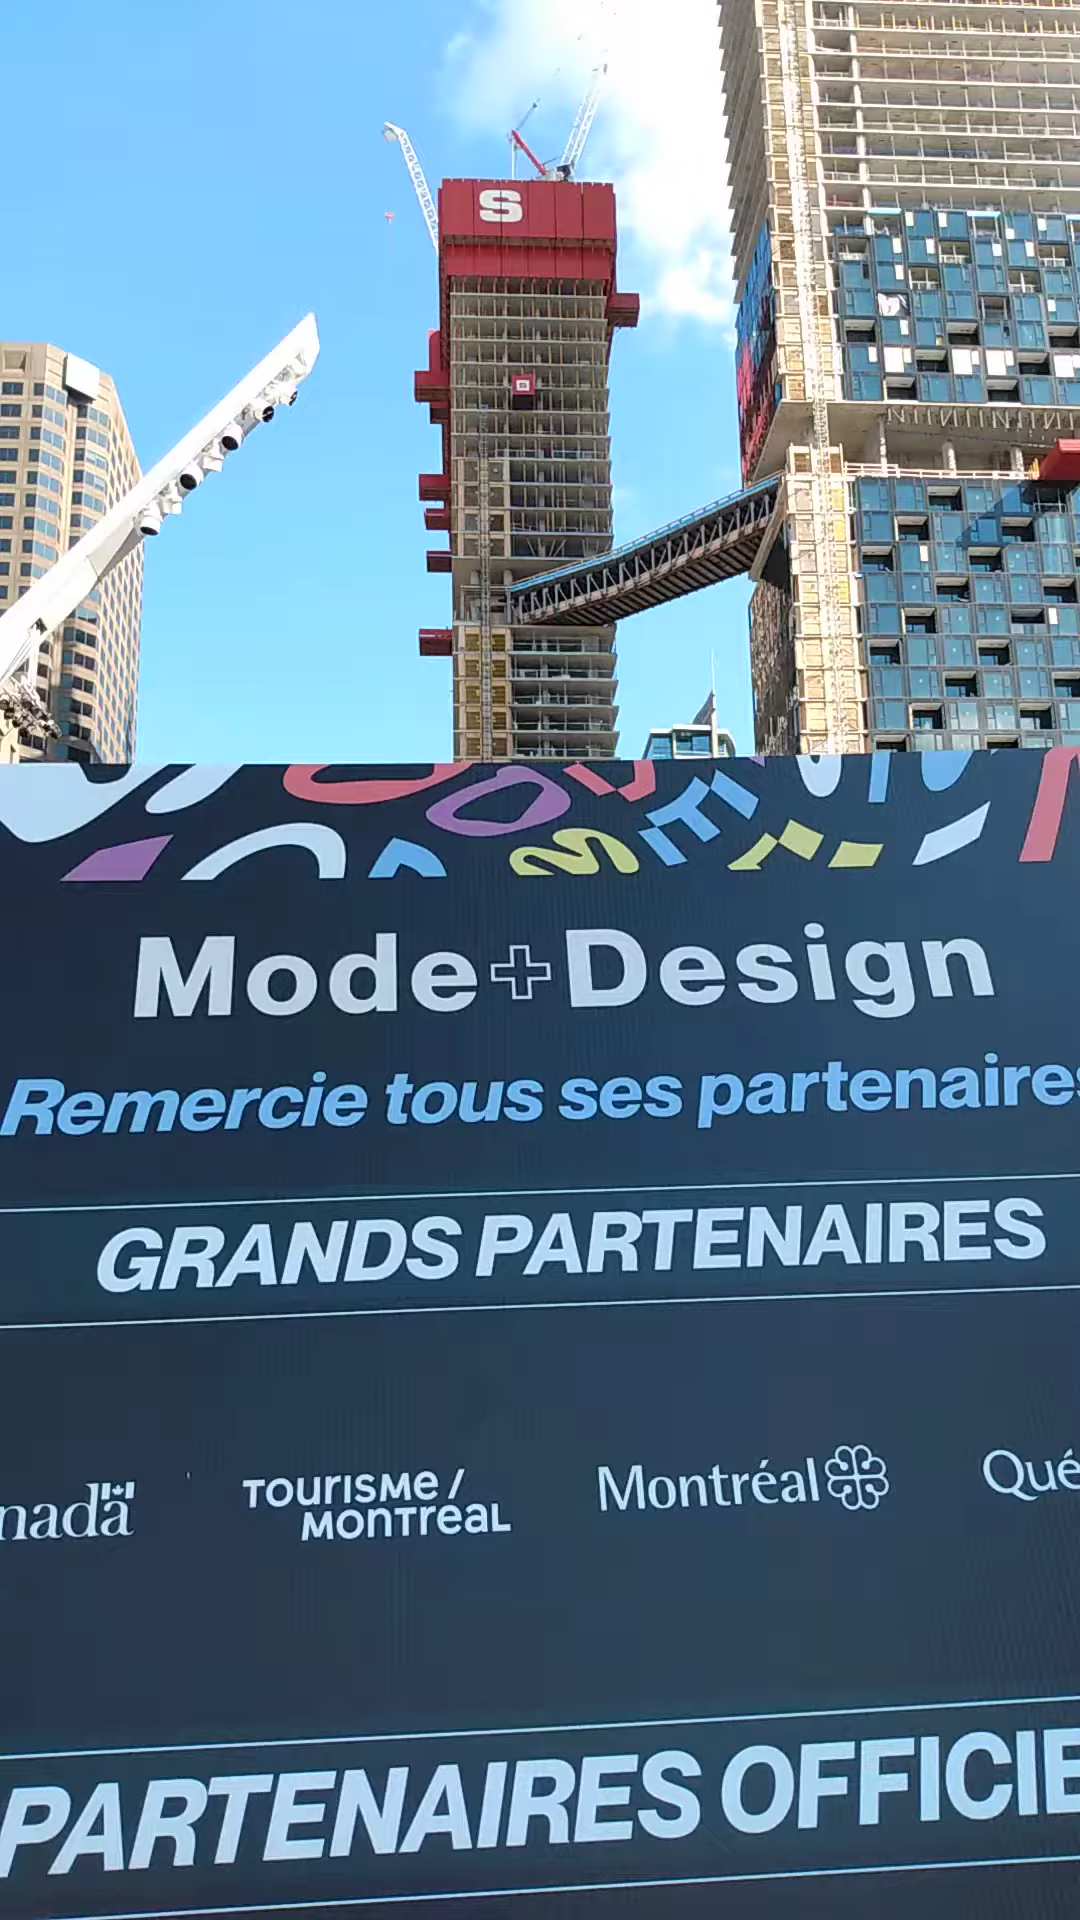 S
S
Mode+Design
Remercie tous ses partenaires
GRANDS PARTENAIRES
nada
TOURISME /
MONTRÉAL
Montréal
Qué
PARTENAIRES OFFICIE